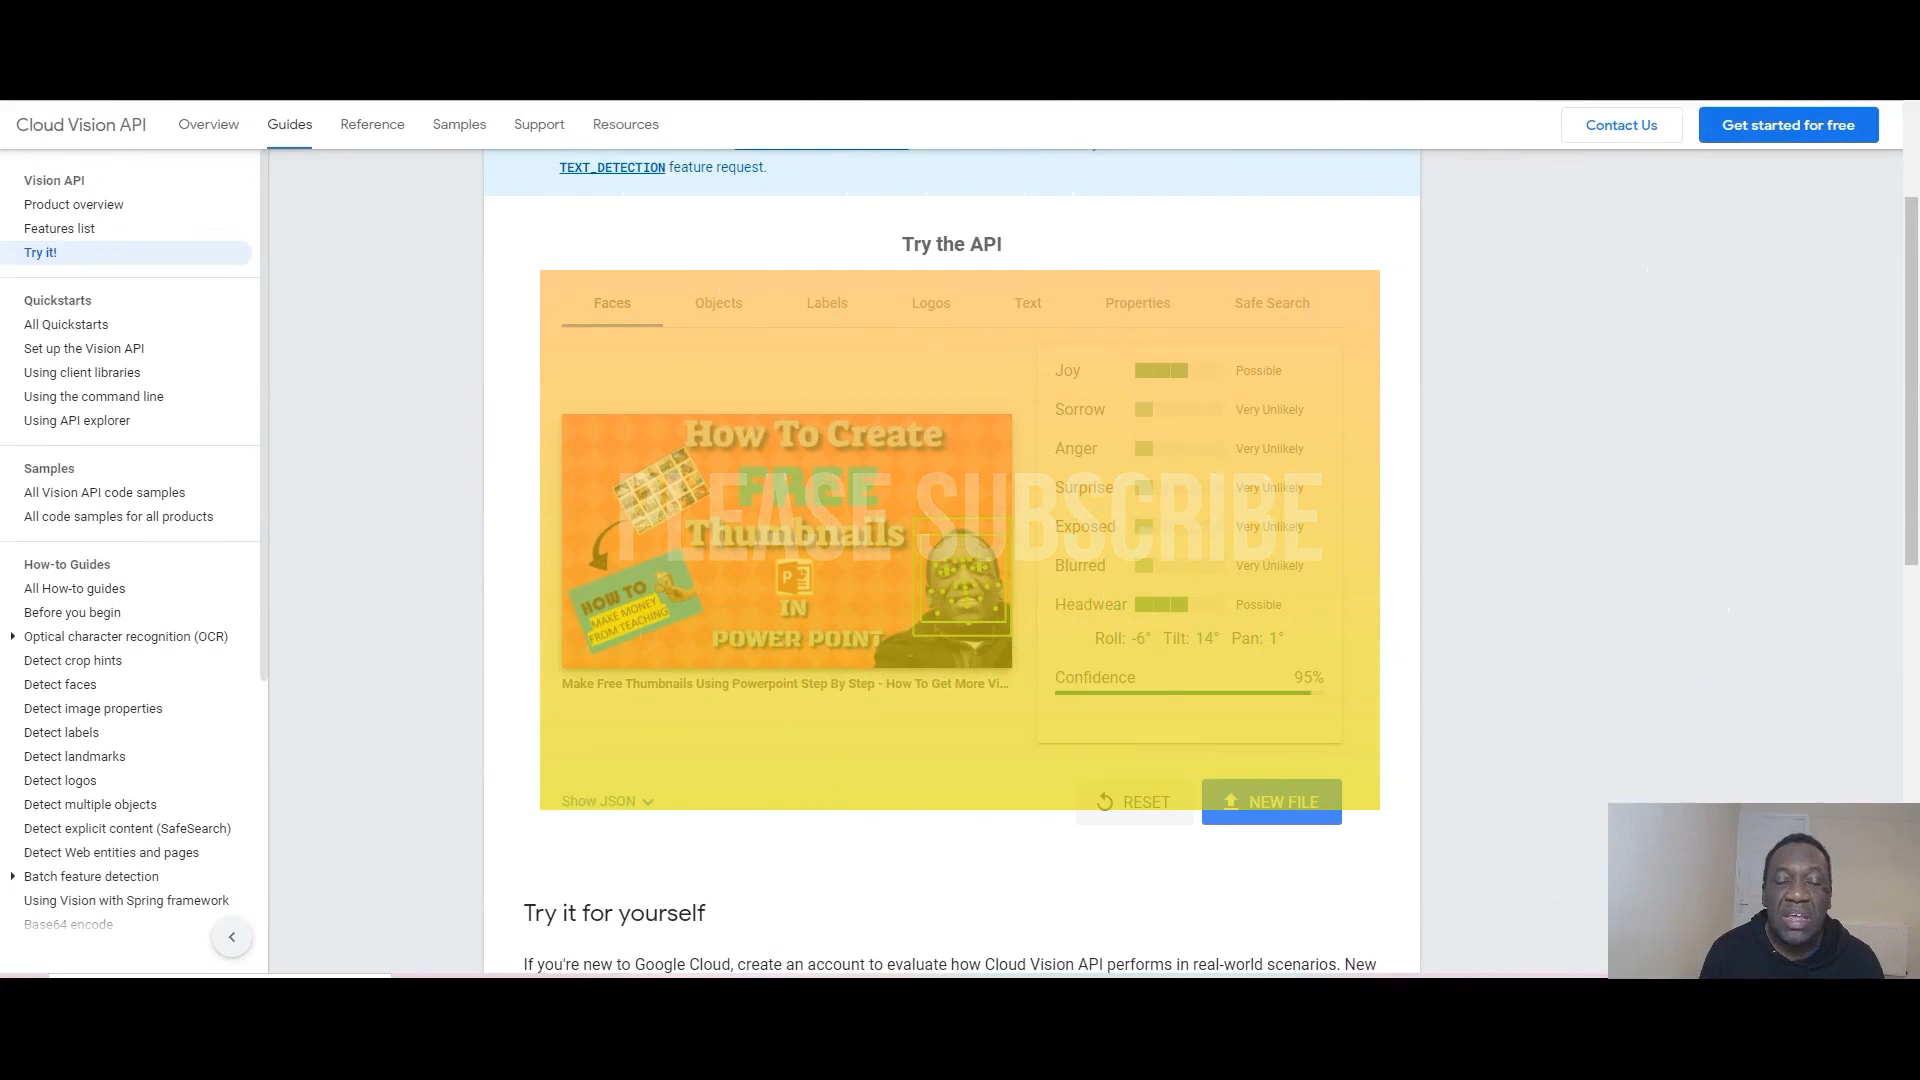 Cloud Vision API Overview Guides Reference Samples Support Resources Contact Us Get started for free
Vision API
Product overview
Features list
Try it!
Quickstarts
All Quickstarts
Set up the Vision API
Using client libraries
Using the command line
Using API explorer
Samples
All Vision API code samples
All code samples for all products
How-to Guides
All How-to guides
Before you begin
Optical character recognition (OCR)
Detect crop hints
Detect faces
Detect image properties
Detect labels
Detect landmarks
Detect logos
Detect multiple objects
Detect explicit content (SafeSearch)
Detect Web entities and pages
Batch feature detection
Using Vision with Spring framework
Base64 encode
TEXT_DETECTION feature request.
Try the API
Faces Objects Labels Logos Text Properties Safe Search
How To Create
FREE
Thumbnails
IN
POWER POINT
HOW TO
MAKE MONEY
FROM TEACHING
P
Make Free Thumbnails Using Powerpoint Step By Step - How To Get More Vi...
PLEASE SUBSCRIBE
Joy Possible
Sorrow Very Unlikely
Anger Very Unlikely
Surprise Very Unlikely
Exposed Very Unlikely
Blurred Very Unlikely
Headwear Possible
Roll: -6° Tilt: 14° Pan: 1°
Confidence 95%
Show JSON RESET NEW FILE
Try it for yourself
If you're new to Google Cloud, create an account to evaluate how Cloud Vision API performs in real-world scenarios. New